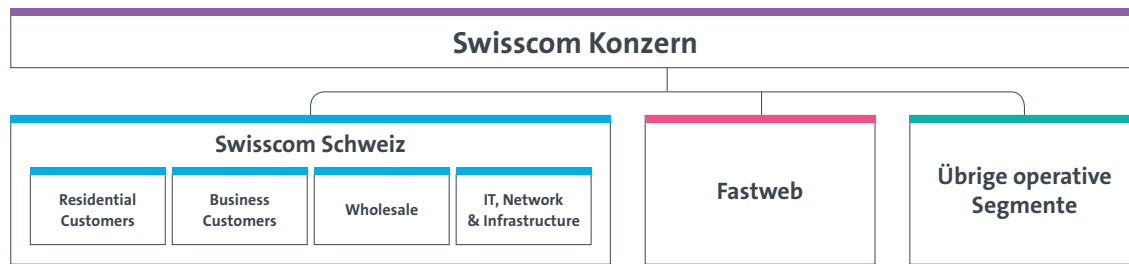 Swisscom Konzern
Swisscom Schweiz
Residential
Customers
Business
Customers
Wholesale
IT, Network
& Infrastructure
Fastweb
Übrige operative
Segmente